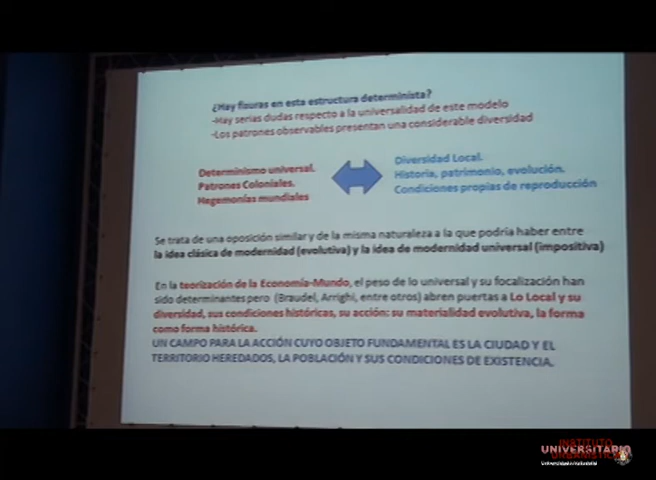 ¿Hay fisuras en esta estructura determinista?
-Hay serias dudas respecto a la universalidad de este modelo
-Los patrones observables presentan una considerable diversidad
Determinismo universal.
Patrones Coloniales.
Hegemonías mundiales
Diversidad Local.
Historia, patrimonio, evolución.
Condiciones propias de reproducción
Se trata de una oposición similar y de la misma naturaleza a la que podría haber entre
la idea clásica de modernidad (evolutiva) y la idea de modernidad universal (impositiva)
En la teorización de la Economía-Mundo, el peso de lo universal y su focalización han
sido determinantes pero (Braudel, Arrighi, entre otros) abren puertas a Lo Local y su
diversidad, sus condiciones históricas, su acción: su materialidad evolutiva, la forma
como forma histórica.
UN CAMPO PARA LA ACCIÓN CUYO OBJETO FUNDAMENTAL ES LA CIUDAD Y EL
TERRITORIO HEREDADOS, LA POBLACIÓN Y SUS CONDICIONES DE EXISTENCIA.
INSTITUTO
UNIVERSITARIO